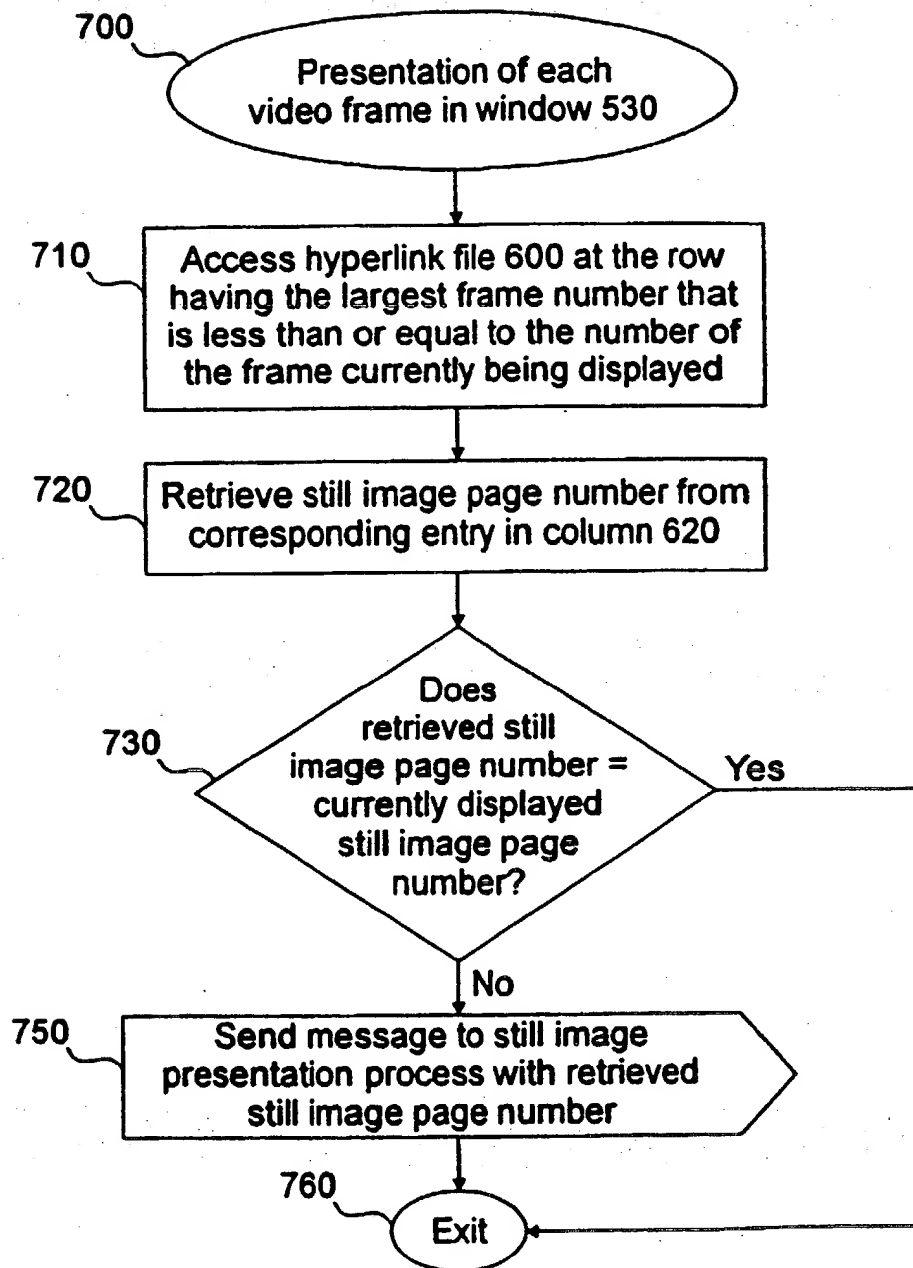 700
Presentation of each
video frame in window 530
710
Access hyperlink file 600 at the row
having the largest frame number that
is less than or equal to the number of
the frame currently being displayed
720
Retrieve still image page number from
corresponding entry in column 620
730
Does
retrieved still
image page number =
currently displayed
still image page
number?
Yes
No
750
Send message to still image
presentation process with retrieved
still image page number
760
Exit